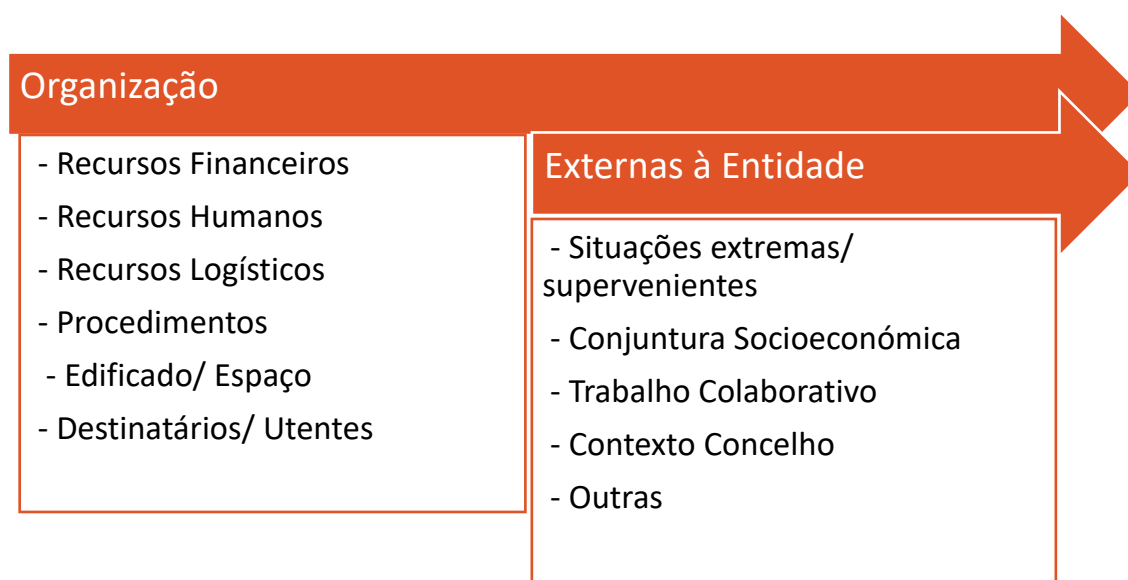 Organização
- Recursos Financeiros
- Recursos Humanos
- Recursos Logísticos
- Procedimentos
- Edificado/ Espaço
- Destinatários/ Utentes
Externas à Entidade
- Situações extremas/
supervenientes
- Conjuntura Socioeconómica
- Trabalho Colaborativo
- Contexto Concelho
- Outras